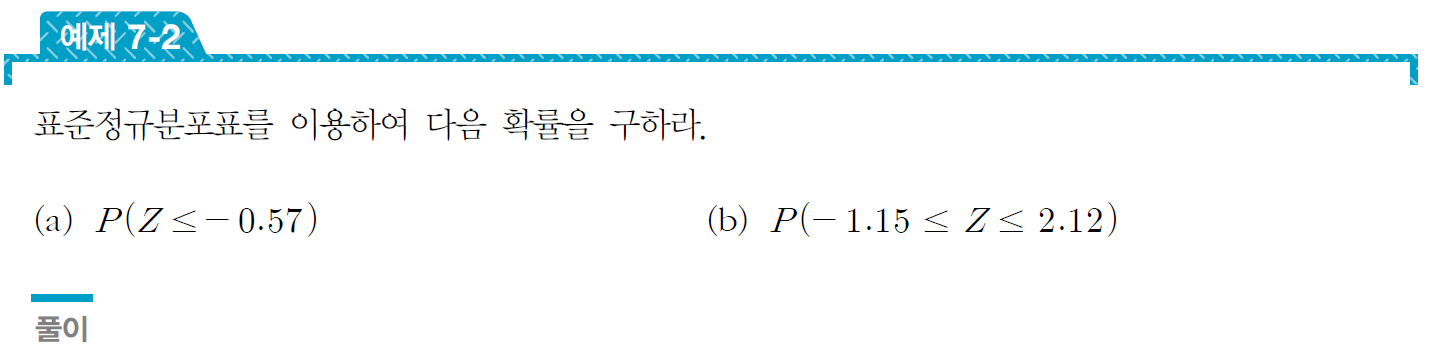 예제 7-2
표준정규분포표를 이용하여 다음 확률을 구하라.
(a) P(Z ≤ − 0.57) (b) P(− 1.15 ≤ Z ≤ 2.12)
풀이